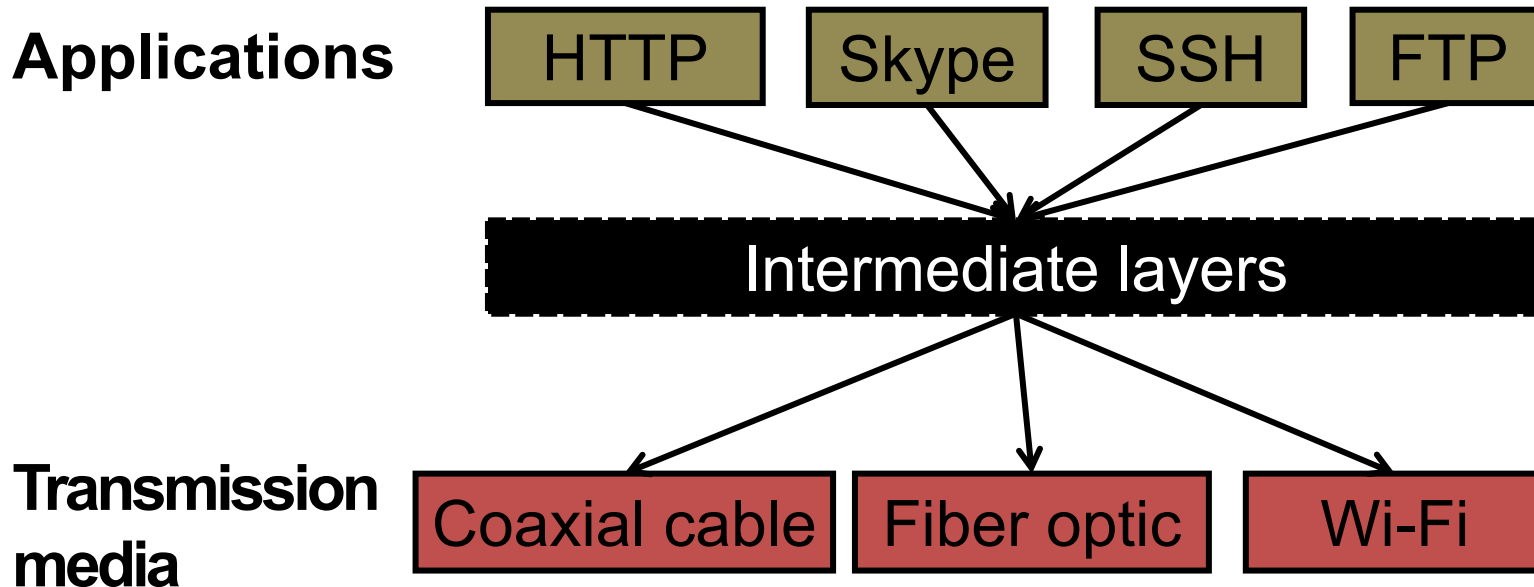 Applications
HTTP
Skype
SSH
FTP
Intermediate layers
Transmission
media
Coaxial cable
Fiber optic
Wi-Fi